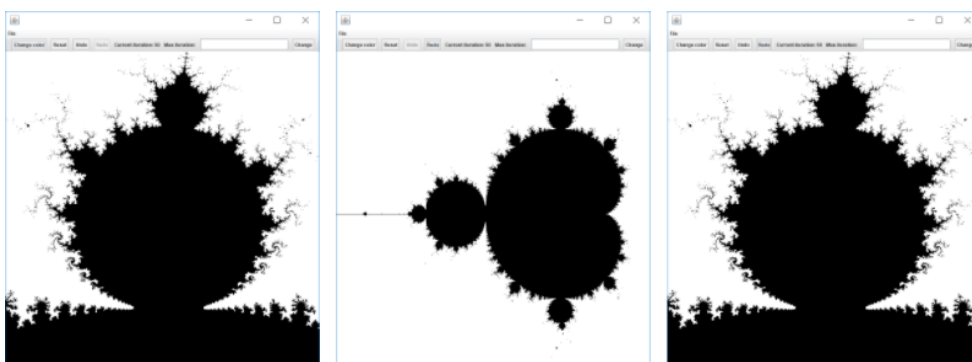 File
Change color Reset Undo Redo Current iteration: 50 Max iteration: Change
File
Change color Reset Undo Redo Current iteration: 50 Max iteration: Change
File
Change color Reset Undo Redo Current iteration: 50 Max iteration: Chang